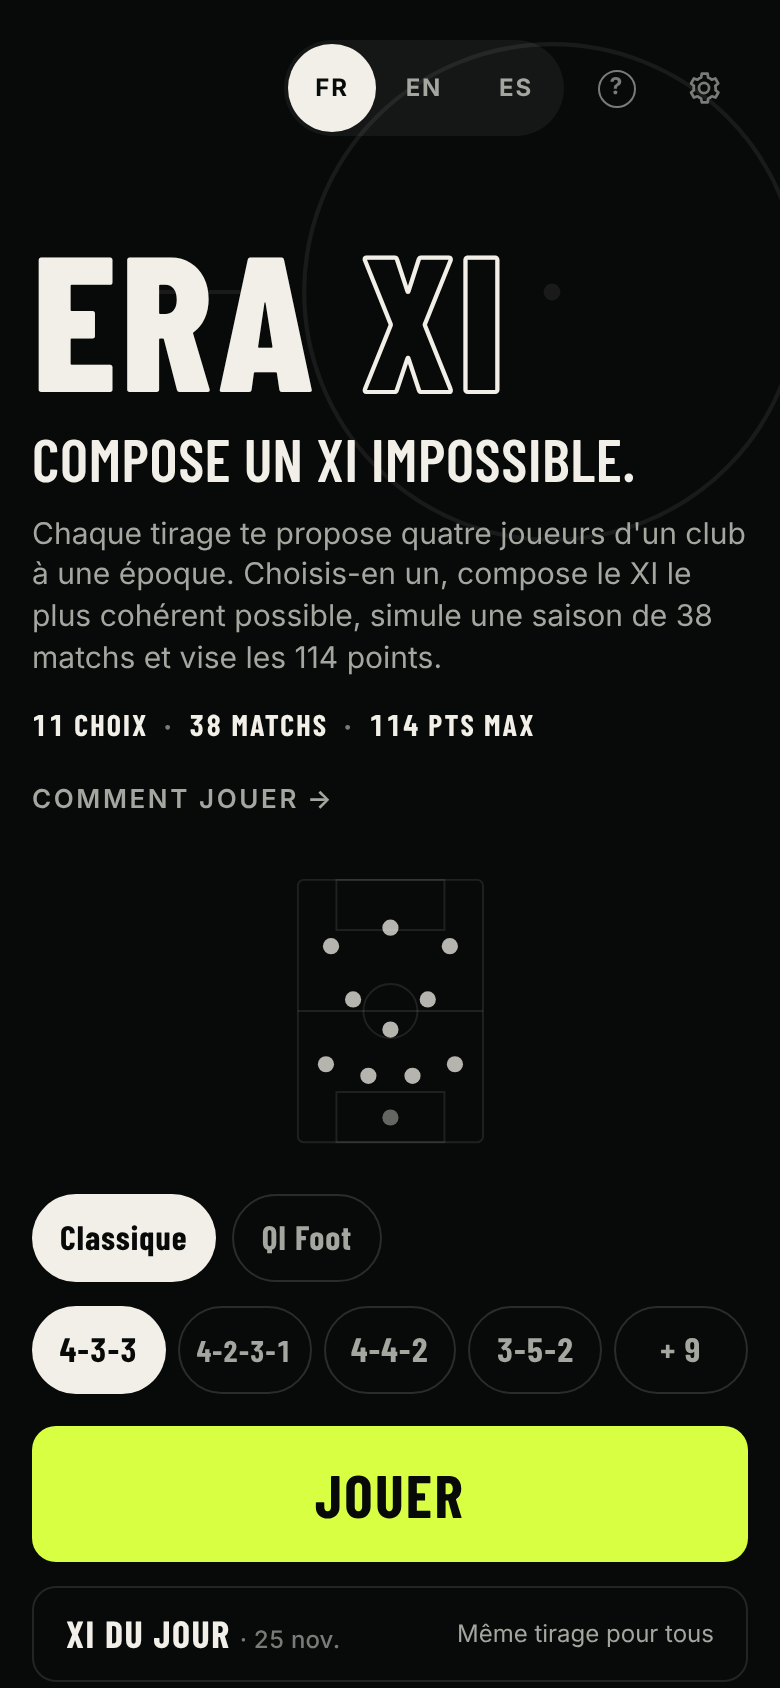 FR EN ES ?
ERA XI
COMPOSE UN XI IMPOSSIBLE.
Chaque tirage te propose quatre joueurs d'un club
à une époque. Choisis-en un, compose le XI le
plus cohérent possible, simule une saison de 38
matchs et vise les 114 points.
11 CHOIX · 38 MATCHS · 114 PTS MAX
COMMENT JOUER →
Classique QI Foot
4-3-3 4-2-3-1 4-4-2 3-5-2 + 9
JOUER
XI DU JOUR · 25 nov. Même tirage pour tous